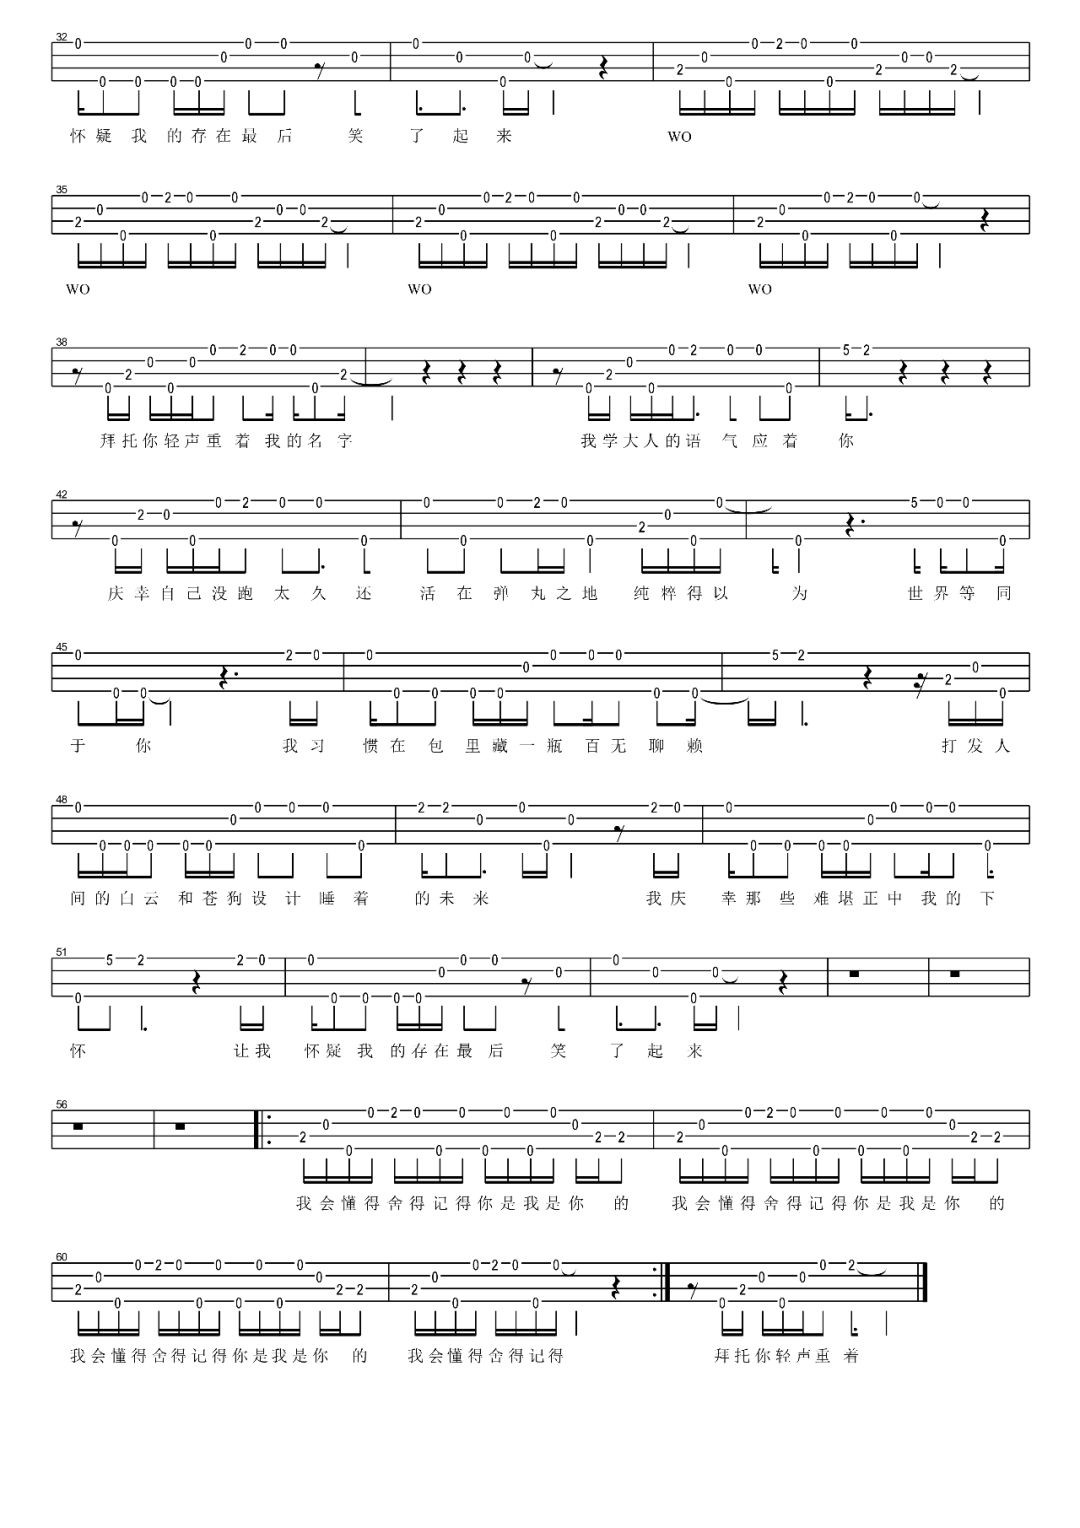 32
怀疑我的存在最后 笑 了起来 WO
35
WO WO WO
38
拜托你轻声重着我的名字 我学大人的语气应着你
42
庆幸自己没跑太久还 活在弹丸之地 纯粹得以 为 世界等同
45
于 你 我习 惯在包里藏一瓶百无聊赖 打发人
48
间的白云和苍狗设计睡着 的未来 我庆 幸那些难堪正中我的下
51
怀 让我 怀疑我的存在最后 笑 了起来
56
我会懂得舍得记得你是我是你的 我会懂得舍得记得你是我是你的
60
我会懂得舍得记得你是我是你的 我会懂得舍得记得 拜托你轻声重着